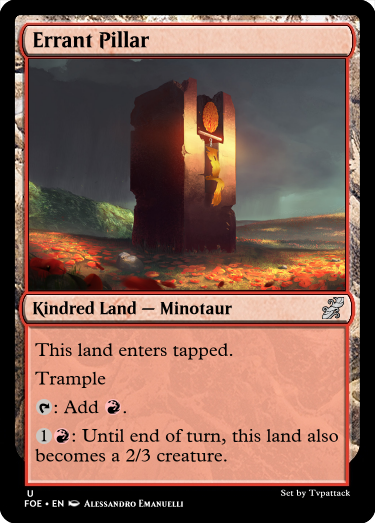 Errant Pillar
Kindred Land — Minotaur
This land enters tapped.
Trample
: Add .
1 : Until end of turn, this land also
becomes a 2/3 creature.
U
FOE • EN Alessandro Emanuelli
Set by Tvpattack